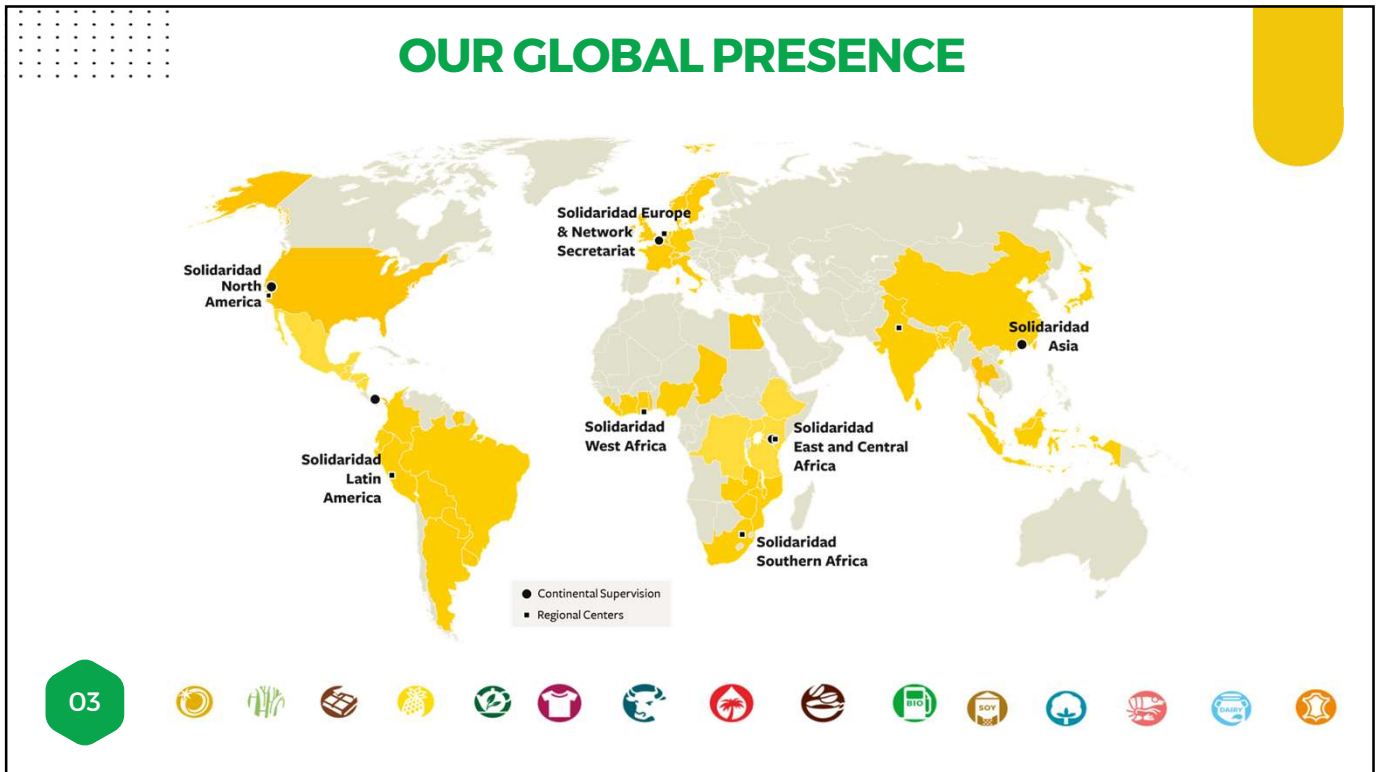 OUR GLOBAL PRESENCE
Solidaridad Europe
& Network
Secretariat
Solidaridad
North
America
Solidaridad
Asia
Solidaridad
West Africa
Solidaridad
East and Central
Africa
Solidaridad
Latin
America
Solidaridad
Southern Africa
Continental Supervision
Regional Centers
03
BIO
SOY
DAIRY